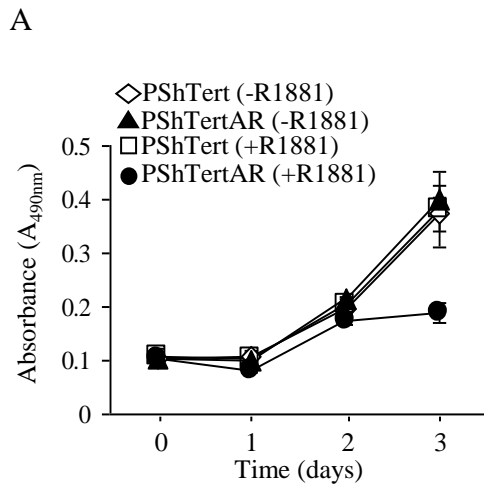 A
PShTert (-R1881)
PShTertAR (-R1881)
PShTert (+R1881)
PShTertAR (+R1881)
Absorbance (A490nm)
0.5
0.4
0.3
0.2
0.1
0
0 1 2 3
Time (days)